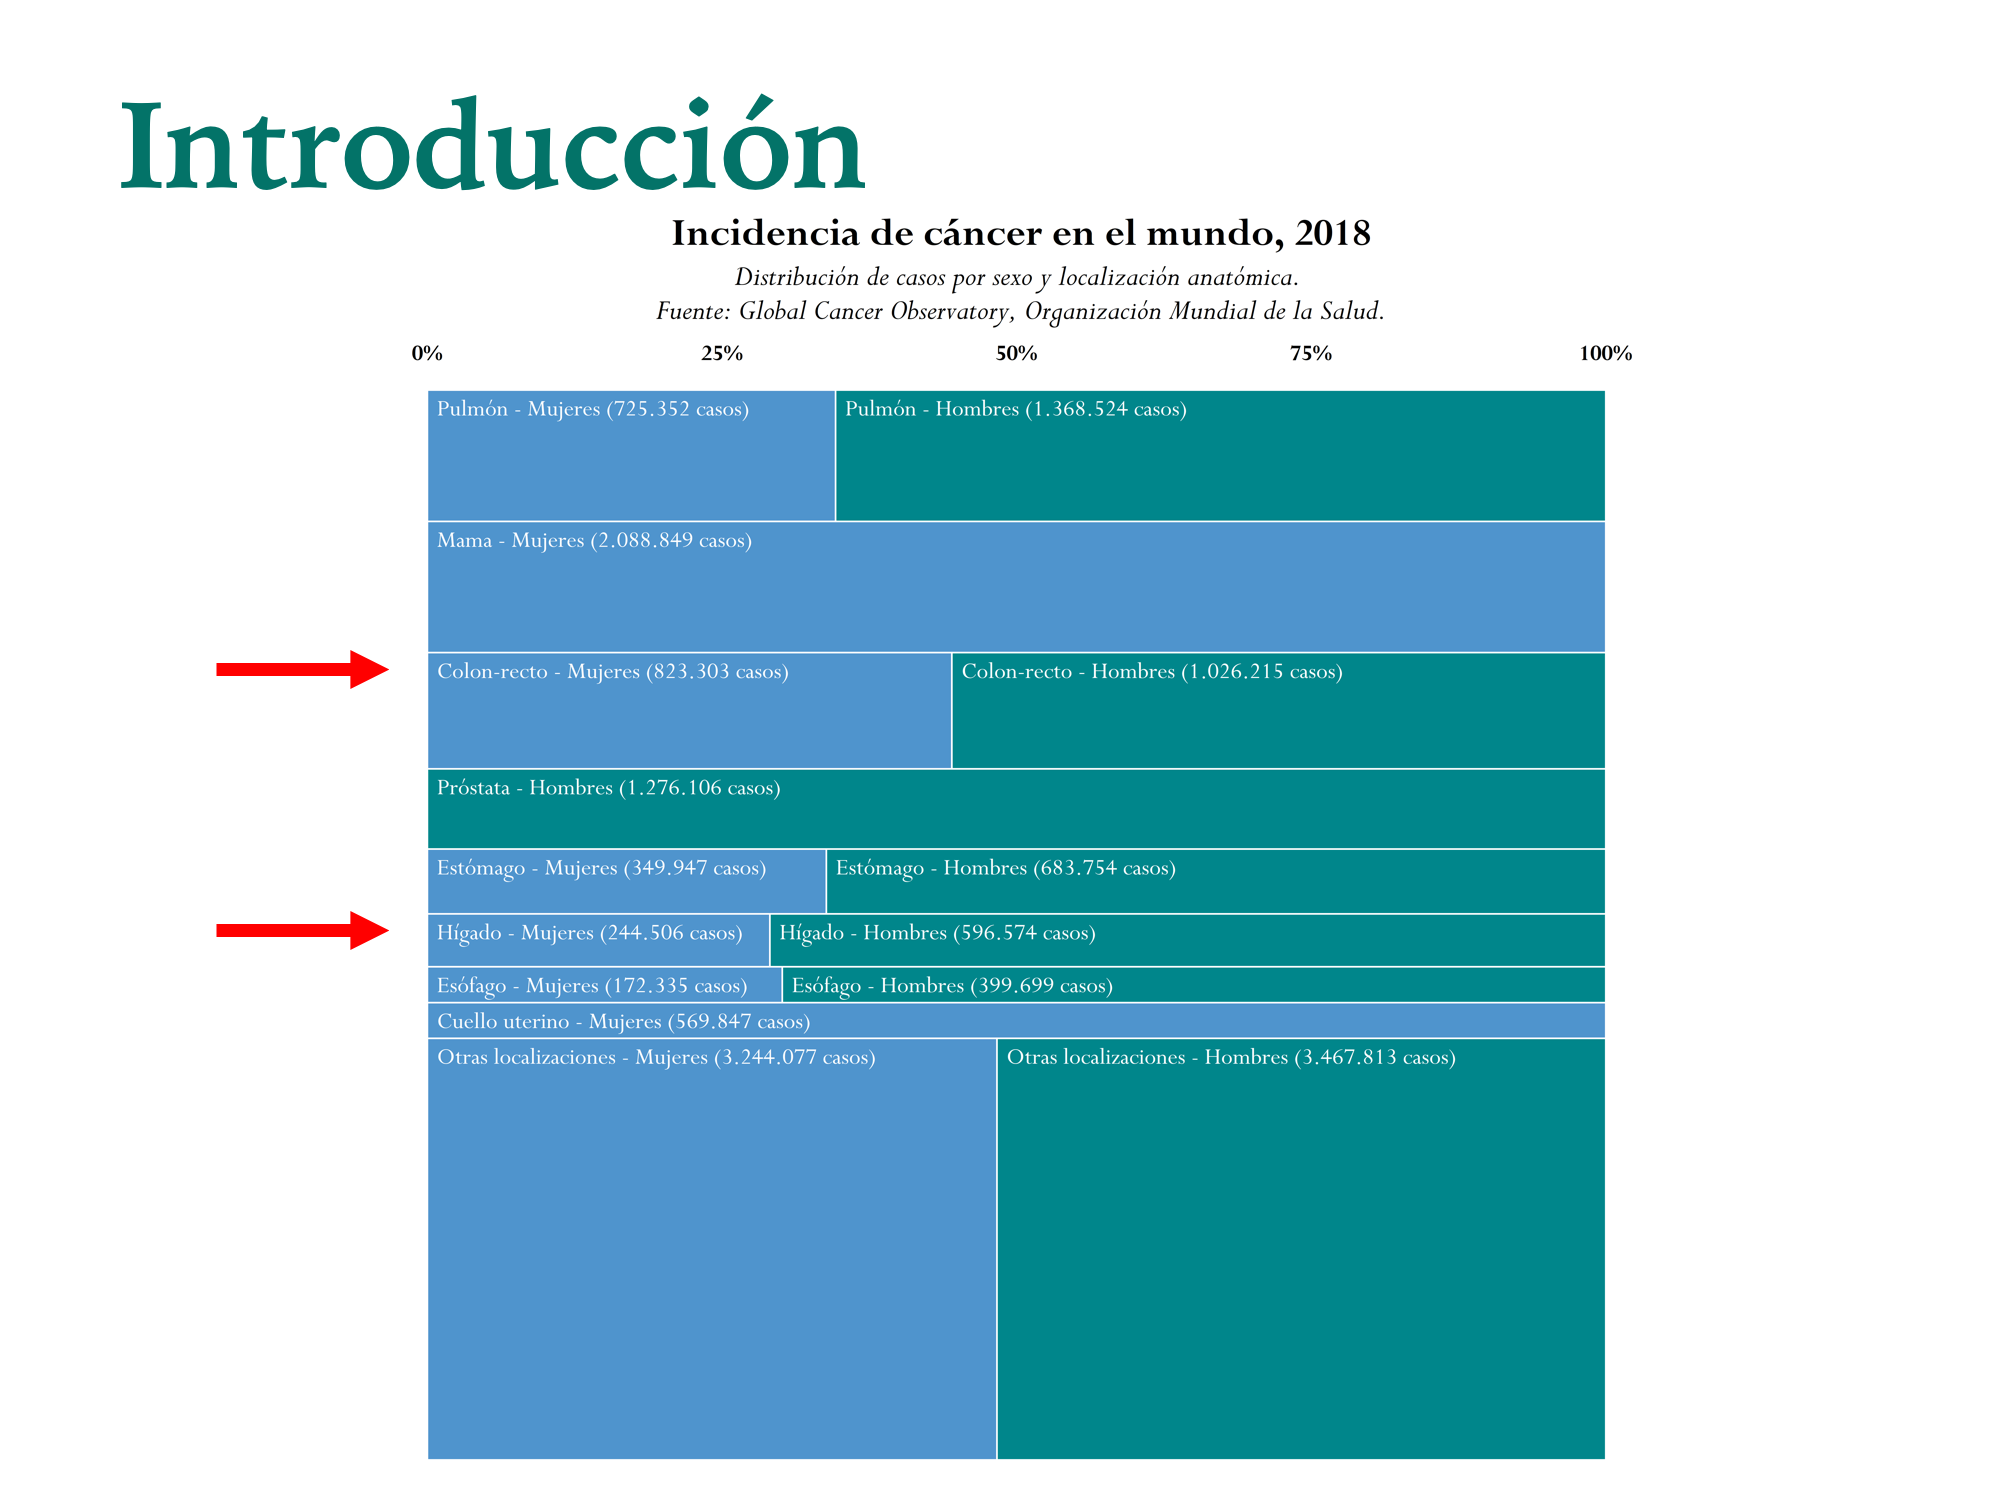 Introducción
Incidencia de cáncer en el mundo, 2018
Distribución de casos por sexo y localización anatómica.
Fuente: Global Cancer Observatory, Organización Mundial de la Salud.
0% 25% 50% 75% 100%
Pulmón - Mujeres (725.352 casos) Pulmón - Hombres (1.368.524 casos)
Mama - Mujeres (2.088.849 casos)
Colon-recto - Mujeres (823.303 casos) Colon-recto - Hombres (1.026.215 casos)
Próstata - Hombres (1.276.106 casos)
Estómago - Mujeres (349.947 casos) Estómago - Hombres (683.754 casos)
Hígado - Mujeres (244.506 casos) Hígado - Hombres (596.574 casos)
Esófago - Mujeres (172.335 casos) Esófago - Hombres (399.699 casos)
Cuello uterino - Mujeres (569.847 casos)
Otras localizaciones - Mujeres (3.244.077 casos) Otras localizaciones - Hombres (3.467.813 casos)